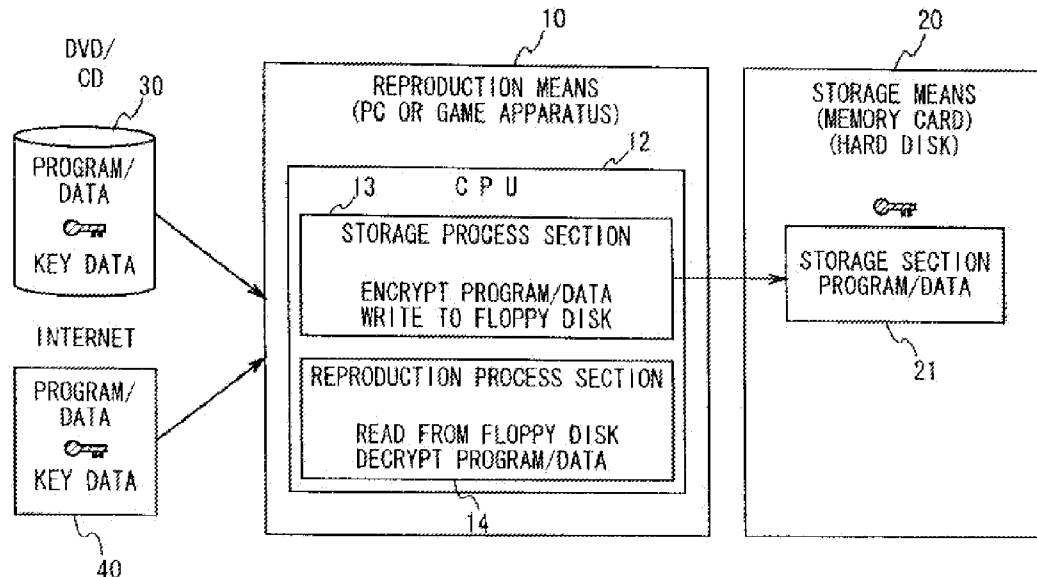 DVD/
CD
30
PROGRAM/
DATA
KEY DATA
INTERNET
PROGRAM/
DATA
KEY DATA
40
10
REPRODUCTION MEANS
(PC OR GAME APPARATUS)
12
CPU
13
STORAGE PROCESS SECTION
ENCRYPT PROGRAM/DATA
WRITE TO FLOPPY DISK
REPRODUCTION PROCESS SECTION
READ FROM FLOPPY DISK
DECRYPT PROGRAM/DATA
14
20
STORAGE MEANS
(MEMORY CARD)
(HARD DISK)
STORAGE SECTION
PROGRAM/DATA
21